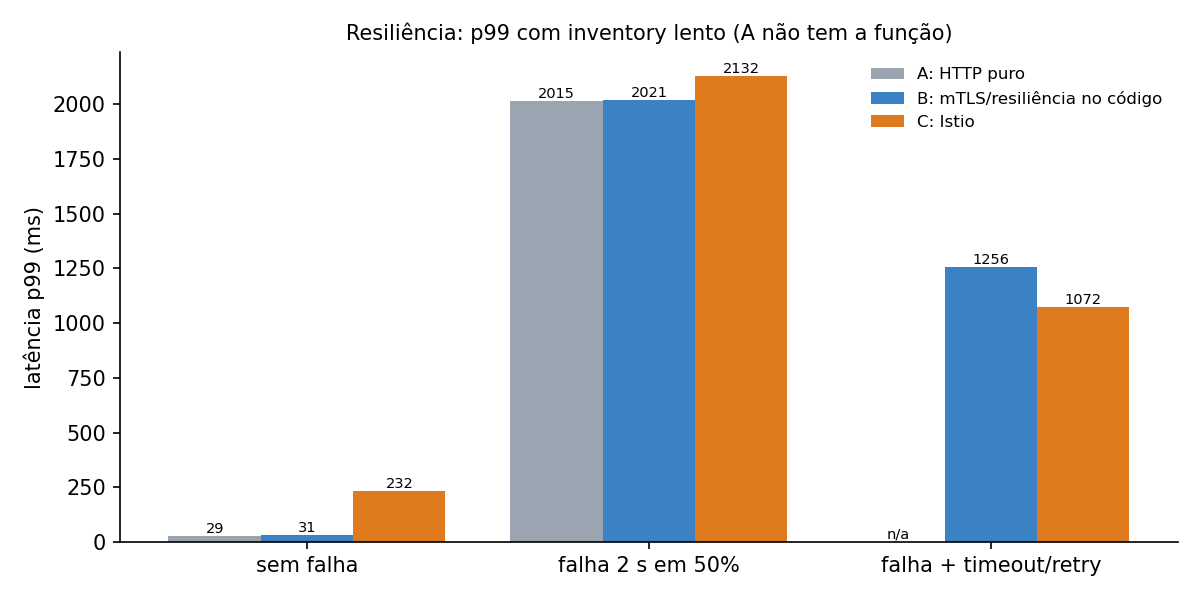 Resiliência: p99 com inventory lento (A não tem a função)
A: HTTP puro
B: mTLS/resiliência no código
C: Istio
latência p99 (ms)
2000
1750
1500
1250
1000
750
500
250
0
29
31
232
2015
2021
2132
n/a
1256
1072
sem falha
falha 2 s em 50%
falha + timeout/retry